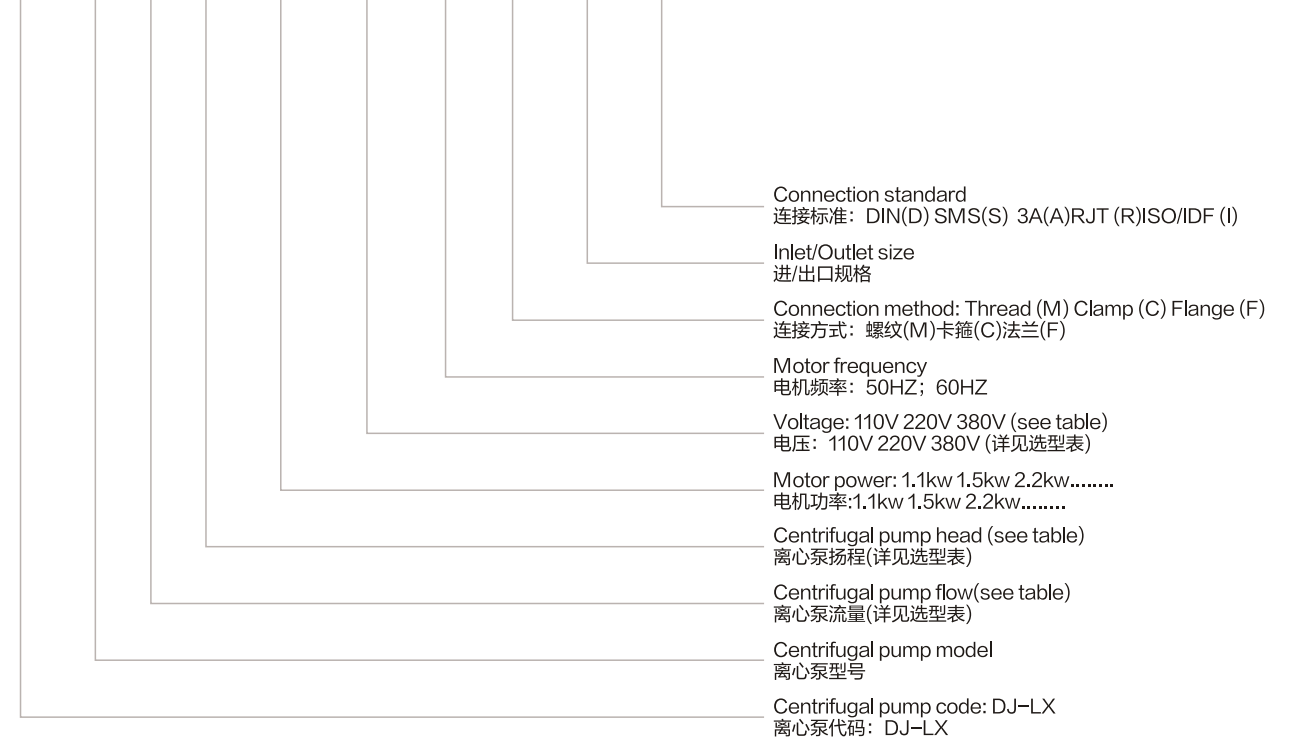 Connection standard
连接标准：DIN(D) SMS(S) 3A(A)RJT (R)ISO/IDF (I)
Inlet/Outlet size
进/出口规格
Connection method: Thread (M) Clamp (C) Flange (F)
连接方式：螺纹(M)卡箍(C)法兰(F)
Motor frequency
电机频率：50HZ；60HZ
Voltage: 110V 220V 380V (see table)
电压：110V 220V 380V (详见选型表)
Motor power: 1.1kw 1.5kw 2.2kw........
电机功率:1.1kw 1.5kw 2.2kw........
Centrifugal pump head (see table)
离心泵扬程(详见选型表)
Centrifugal pump flow(see table)
离心泵流量(详见选型表)
Centrifugal pump model
离心泵型号
Centrifugal pump code: DJ-LX
离心泵代码：DJ-LX